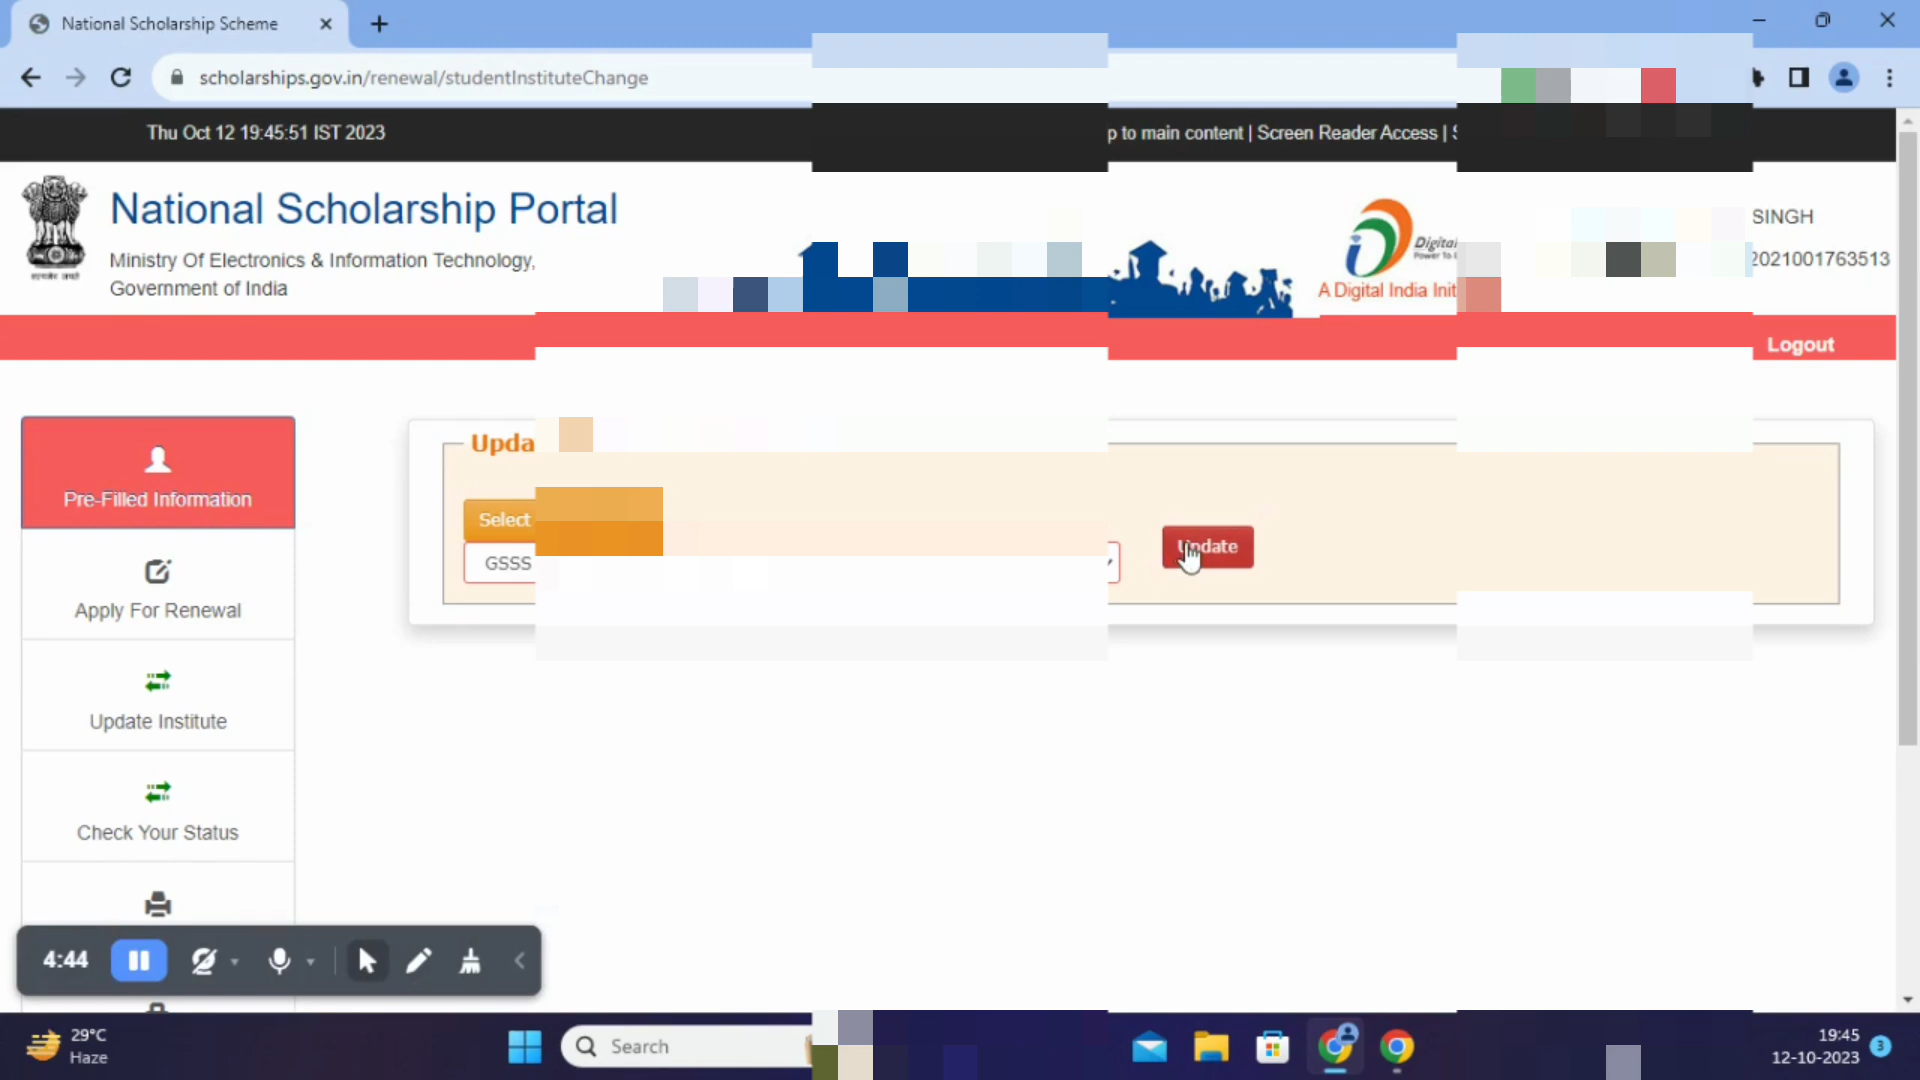 National Scholarship Scheme
scholarships.gov.in/renewal/studentInstituteChange
Thu Oct 12 19:45:51 IST 2023
to main content | Screen Reader Access |
National Scholarship Portal
Ministry Of Electronics & Information Technology,
Government of India
Digital
A Digital India
SINGH
2021001763513
Logout
Pre-Filled Information
Apply For Renewal
Update Institute
Check Your Status
Select
GSSS
Update
4:44
29°C
Haze
Search
19:45
12-10-2023
3